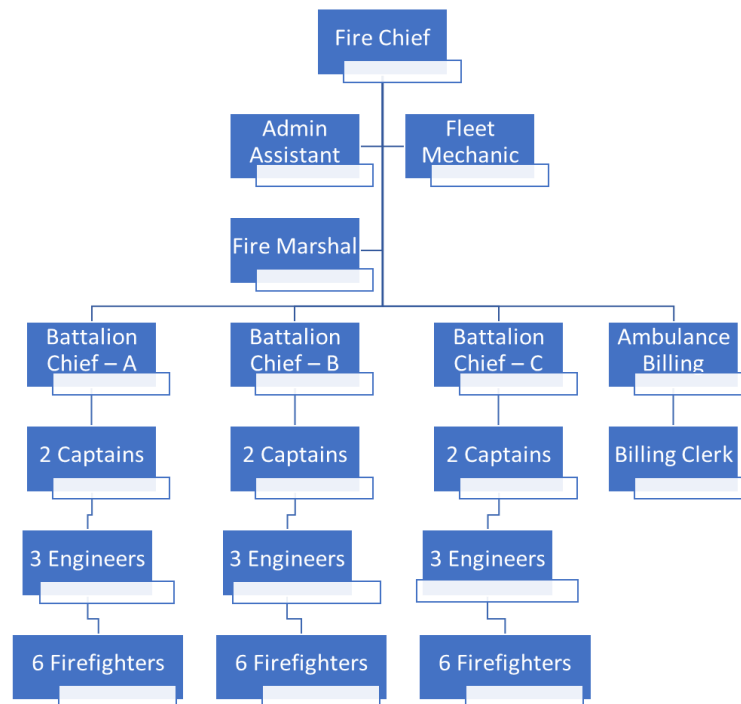 Fire Chief
Admin
Assistant
Fleet
Mechanic
Fire Marshal
Battalion
Chief – A
Battalion
Chief – B
Battalion
Chief – C
Ambulance
Billing
2 Captains
2 Captains
2 Captains
Billing Clerk
3 Engineers
3 Engineers
3 Engineers
6 Firefighters
6 Firefighters
6 Firefighters